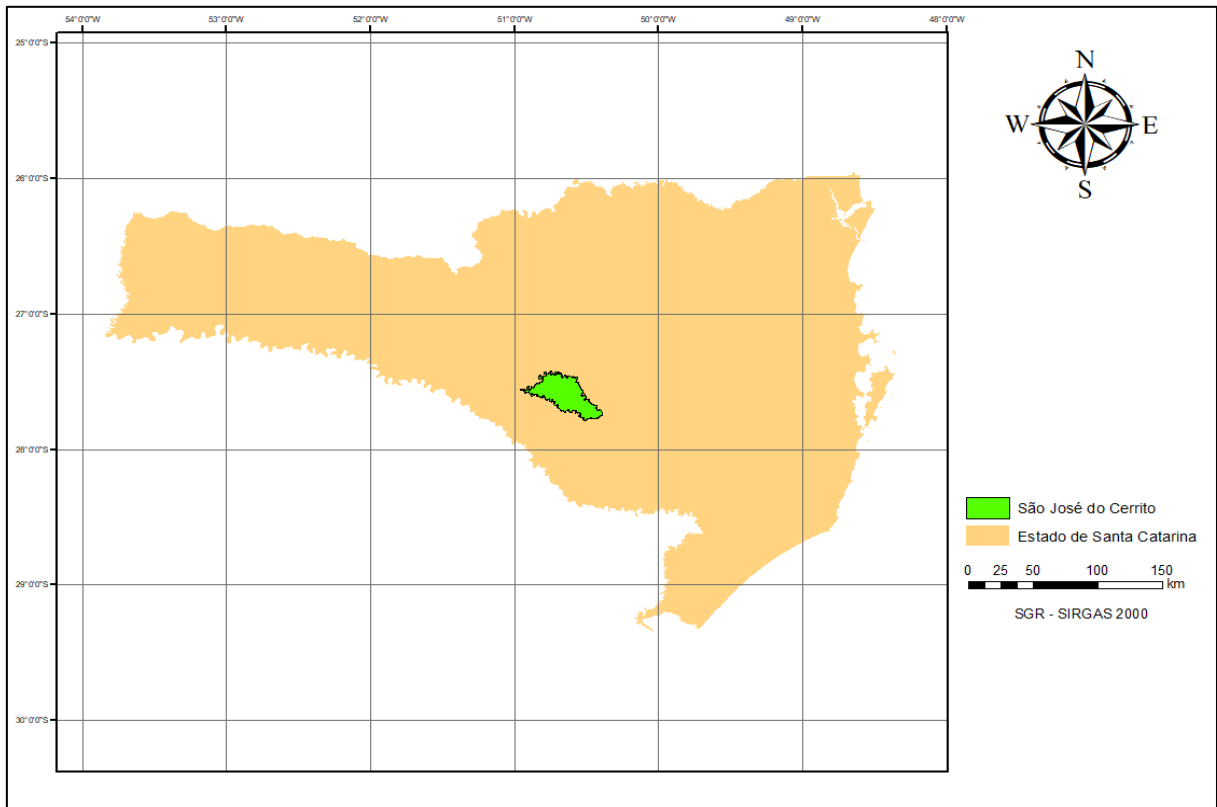 54°0'0"W 53°0'0"W 52°0'0"W 51°0'0"W 50°0'0"W 49°0'0"W 48°0'0"W
25°0'0"S
N
W E
S
26°0'0"S
27°0'0"S
28°0'0"S
São José do Cerrito
Estado de Santa Catarina
0 25 50 100 150
km
29°0'0"S
SGR - SIRGAS 2000
30°0'0"S